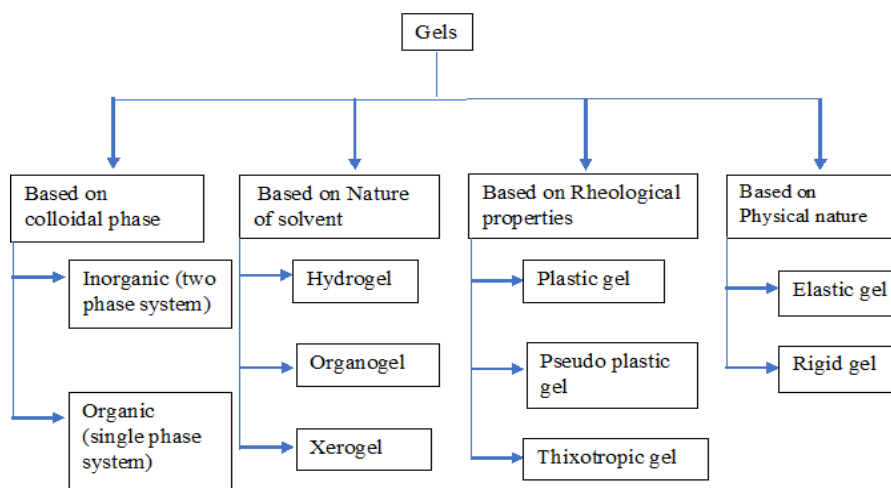 Gels
Based on
colloidal phase
Inorganic (two
phase system)
Organic
(single phase
system)
Based on Nature
of solvent
Hydrogel
Organogel
Xerogel
Based on Rheological
properties
Plastic gel
Pseudo plastic
gel
Thixotropic gel
Based on
Physical nature
Elastic gel
Rigid gel